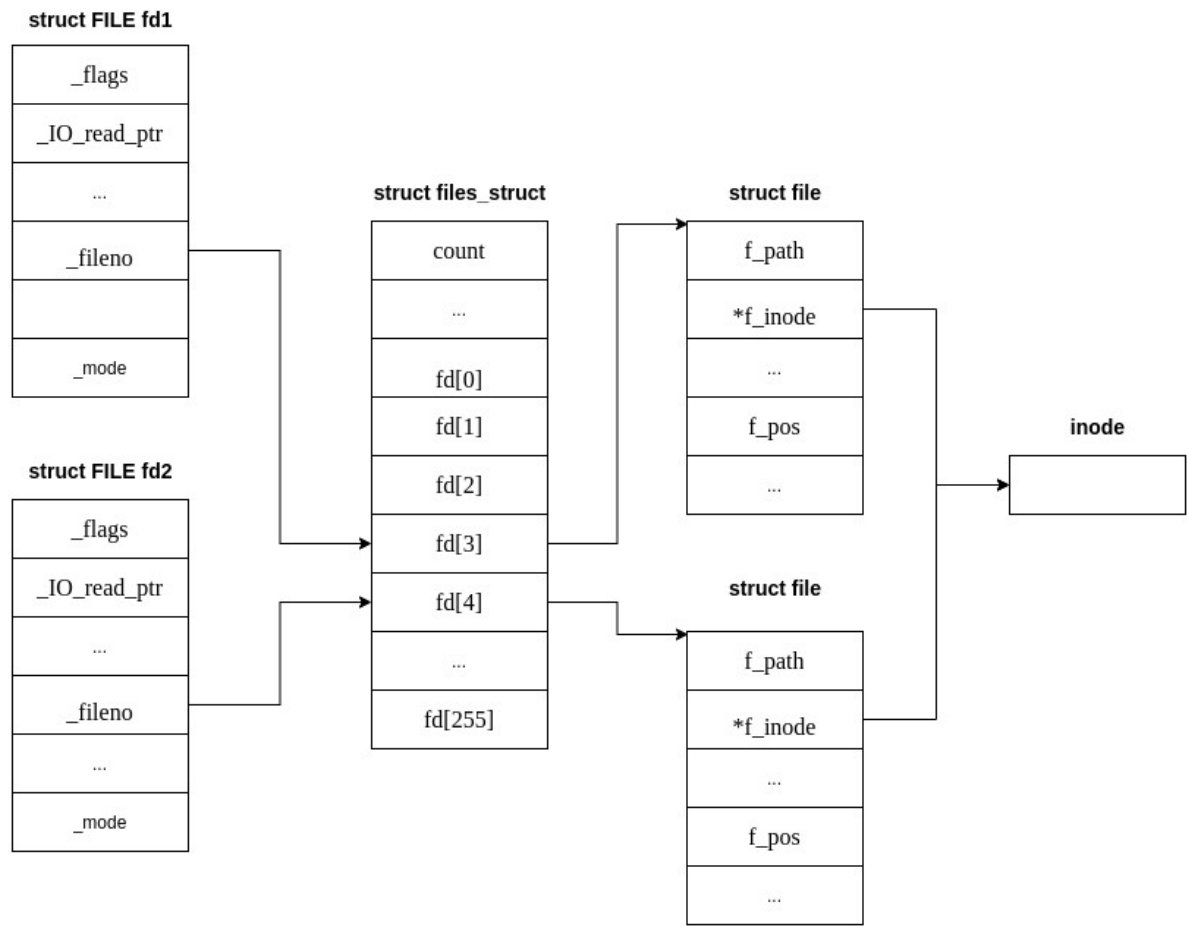 struct FILE fd1
_flags
_IO_read_ptr
...
_fileno
_mode
struct FILE fd2
_flags
_IO_read_ptr
...
_fileno
...
_mode
struct files_struct
count
...
fd[0]
fd[1]
fd[2]
fd[3]
fd[4]
...
fd[255]
struct file
f_path
*f_inode
...
f_pos
...
struct file
f_path
*f_inode
...
f_pos
...
inode